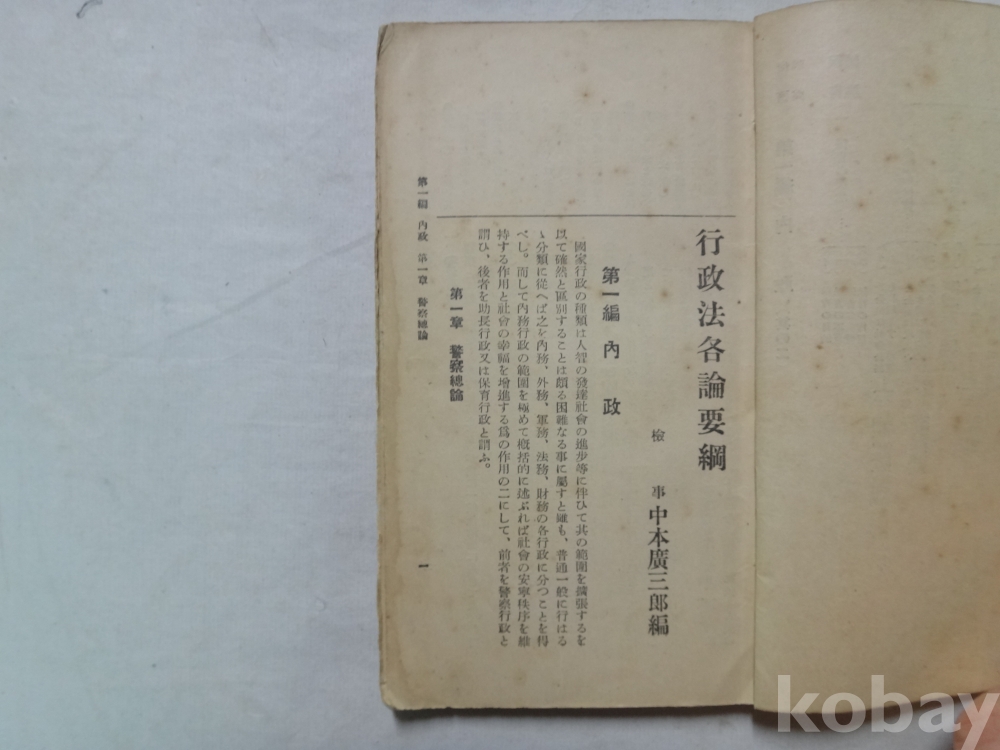 行政法各論要綱
檢事 中本廣三郎編
第一編 內政
國家行政の種類は人智の發達社會の進步等に伴ひて其の範圍を擴張するを
以て確然と區別することは頗る困難なる事に屬すと雖も、普通一般に行はる
ゝ分類に從へば之を內務、外務、軍務、法務、財務の各行政に分つことを得
べし。而して內務行政の範圍を極めて槪括的に述ぶれば社會の安寧秩序を維
持する作用と社會の幸福を增進する爲の作用の二にして、前者を警察行政と
謂ひ、後者を助長行政又は保育行政と謂ふ。
第一章 警察總論
第一編 內政 第一章 警察總論
一
kobay